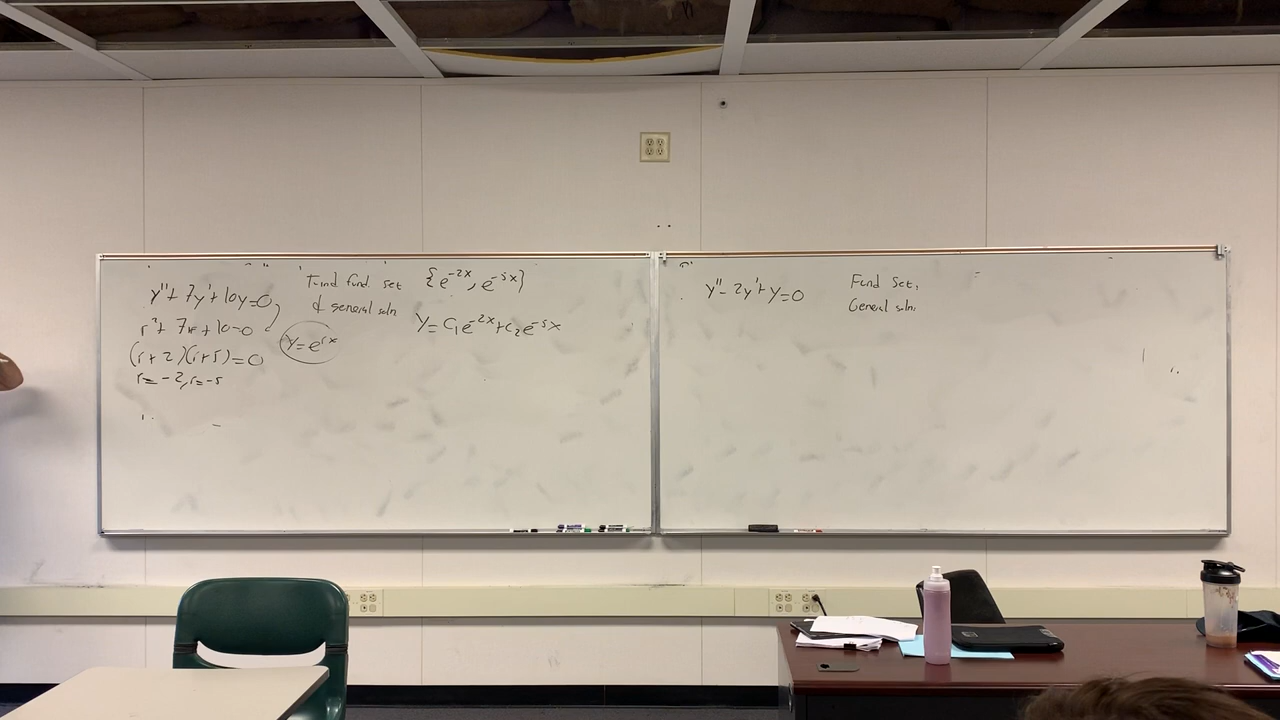 y'' + 7y' + 10y = 0
r² + 7r + 10 = 0
(r + 2)(r + 5) = 0
r = -2, r = -5
y = e^{rx}
Find fund. set
& general soln
{e^{-2x}, e^{-5x}}
y = c₁e^{-2x} + c₂e^{-5x}
y'' - 2y' + y = 0
Fund Set,
General soln,